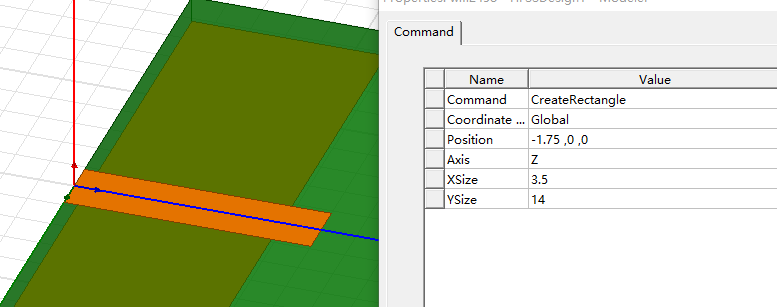 Command
Name Value
Command CreateRectangle
Coordinate ... Global
Position -1.75 ,0 ,0
Axis Z
XSize 3.5
YSize 14